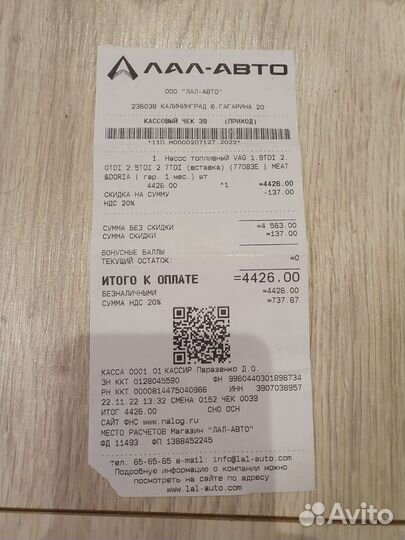 ЛАЛ-АВТО
ООО "ЛАЛ-АВТО"
236039 КАЛИНИНГРАД Ю.ГАГАРИНА 20
КАССОВЫЙ ЧЕК 39 (ПРИХОД)
*11D M0000207127.2022*
1. Насос топливный VAG 1.9TDI 2.
0TDI 2.5TDI 2.7TDI (вставка) (77083E | MEAT
&DORIA | гар. 1 мес.) шт
4426.00 *1 =4426.00
СКИДКА НА СУММУ -137.00
НДС 20%
СУММА БЕЗ СКИДКИ =4 563.00
СУММА СКИДКИ =137.00
БОНУСНЫЕ БАЛЛЫ
ТЕКУЩИЙ ОСТАТОК: =0
ИТОГО К ОПЛАТЕ =4426.00
БЕЗНАЛИЧНЫМИ =4426.00
СУММА НДС 20% =737.67
КАССА 0001.01 КАССИР Паразенко Д.О.
ЗН ККТ 0128045590 ФН 9960440301898734
РН ККТ 0000814475040966 ИНН 3907036957
22.11.22 13:32 СМЕНА 0152 ЧЕК 0039
ИТОГ 4426.00 СНО ОСН
САЙТ ФНС www.nalog.ru
МЕСТО РАСЧЕТОВ Магазин "ЛАЛ-АВТО"
ФД 11493 ФП 1388452245
тел. 65-65-65 e-mail: info@lal-auto.com
Подробную информацию о компании можно
посмотреть на сайте по адресу
www.lal-auto.com
Avito